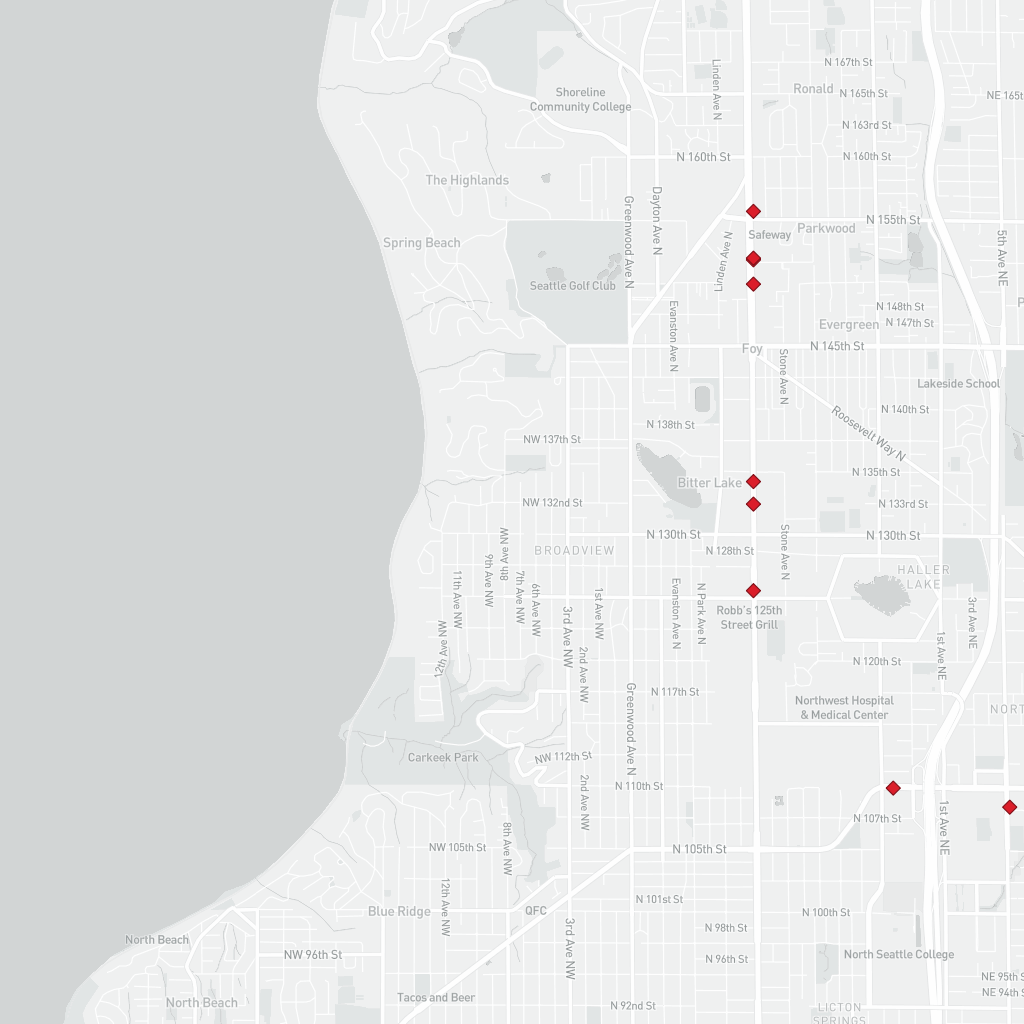 N 167th St
Linden Ave N
Ronald
Shoreline
Community College
N 165th St
NE 165t
N 163rd St
N 160th St
N 160th St
The Highlands
Dayton Ave N
Greenwood Ave N
N 155th St
Parkwood
Safeway
Linden Ave N
Spring Beach
5th Ave NE
Seattle Golf Club
P
N 148th St
N 147th St
Evergreen
Evanston Ave N
Foy
N 145th St
Stone Ave N
Lakeside School
N 140th St
Roosevelt Way N
N 138th St
NW 137th St
N 135th St
Bitter Lake
NW 132nd St
N 133rd St
N 130th St
N 130th St
Stone Ave N
BROADVIEW
N 128th St
8th Ave NW
9th Ave NW
7th Ave NW
11th Ave NW
6th Ave NW
1st Ave NW
HALLER
LAKE
Evanston Ave N
N Park Ave N
Robb's 125th
Street Grill
3rd Ave NW
3rd Ave NE
12th Ave NW
1st Ave NE
2nd Ave NW
N 120th St
N 117th St
Northwest Hospital
& Medical Center
NORT
Greenwood Ave N
Carkeek Park
NW 112th St
N 110th St
2nd Ave NW
N 107th St
1st Ave NE
NW 105th St
8th Ave NW
N 105th St
12th Ave NW
N 101st St
Blue Ridge
QFC
N 100th St
N 98th St
North Beach
3rd Ave NW
NW 96th St
N 96th St
North Seattle College
NE 95th S
NE 94th S
North Beach
Tacos and Beer
N 92nd St
LICTON
SPRINGS